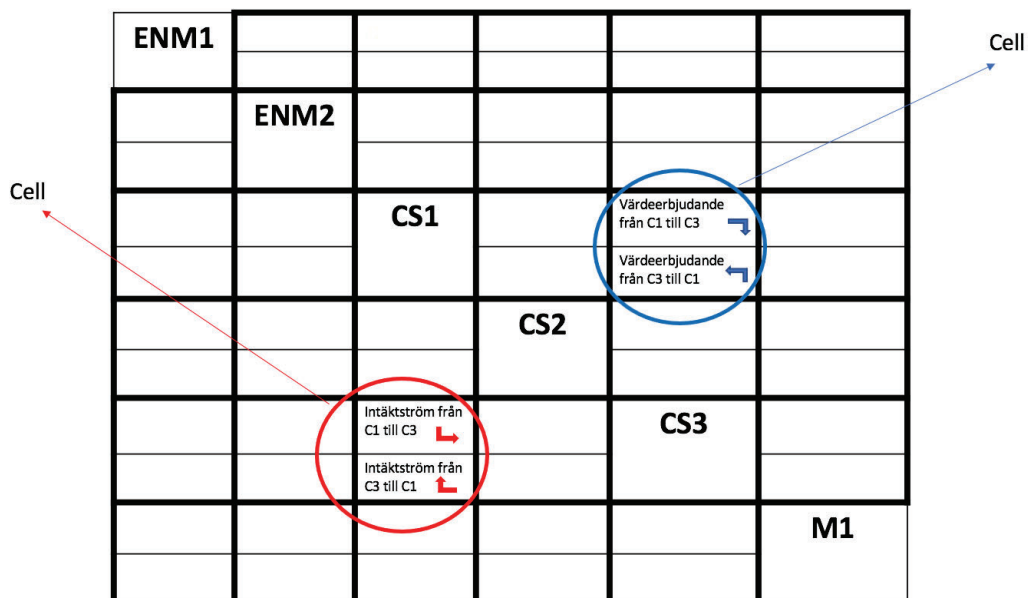 ENM1
Cell
ENM2
Cell
CS1
Värdeerbjudande
från C1 till C3
Värdeerbjudande
från C3 till C1
CS2
Intäktström från
C1 till C3
CS3
Intäktström från
C3 till C1
M1